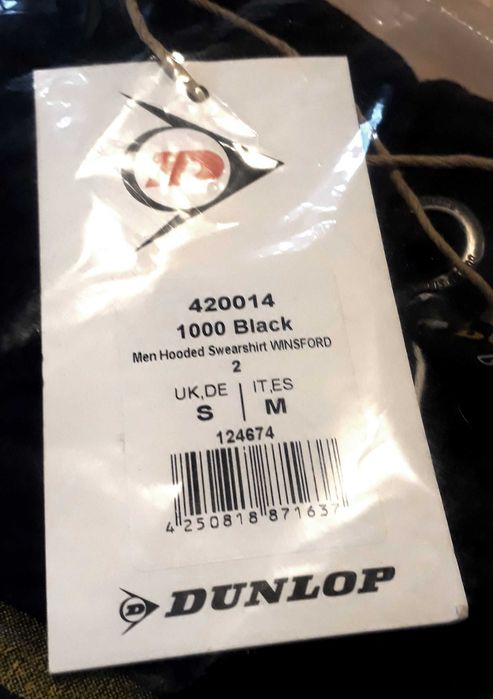 420014
1000 Black
Men Hooded Swearshirt WINSFORD
2
UK,DE | IT,ES
S | M
124674
4 250818 871637
D DUNLOP